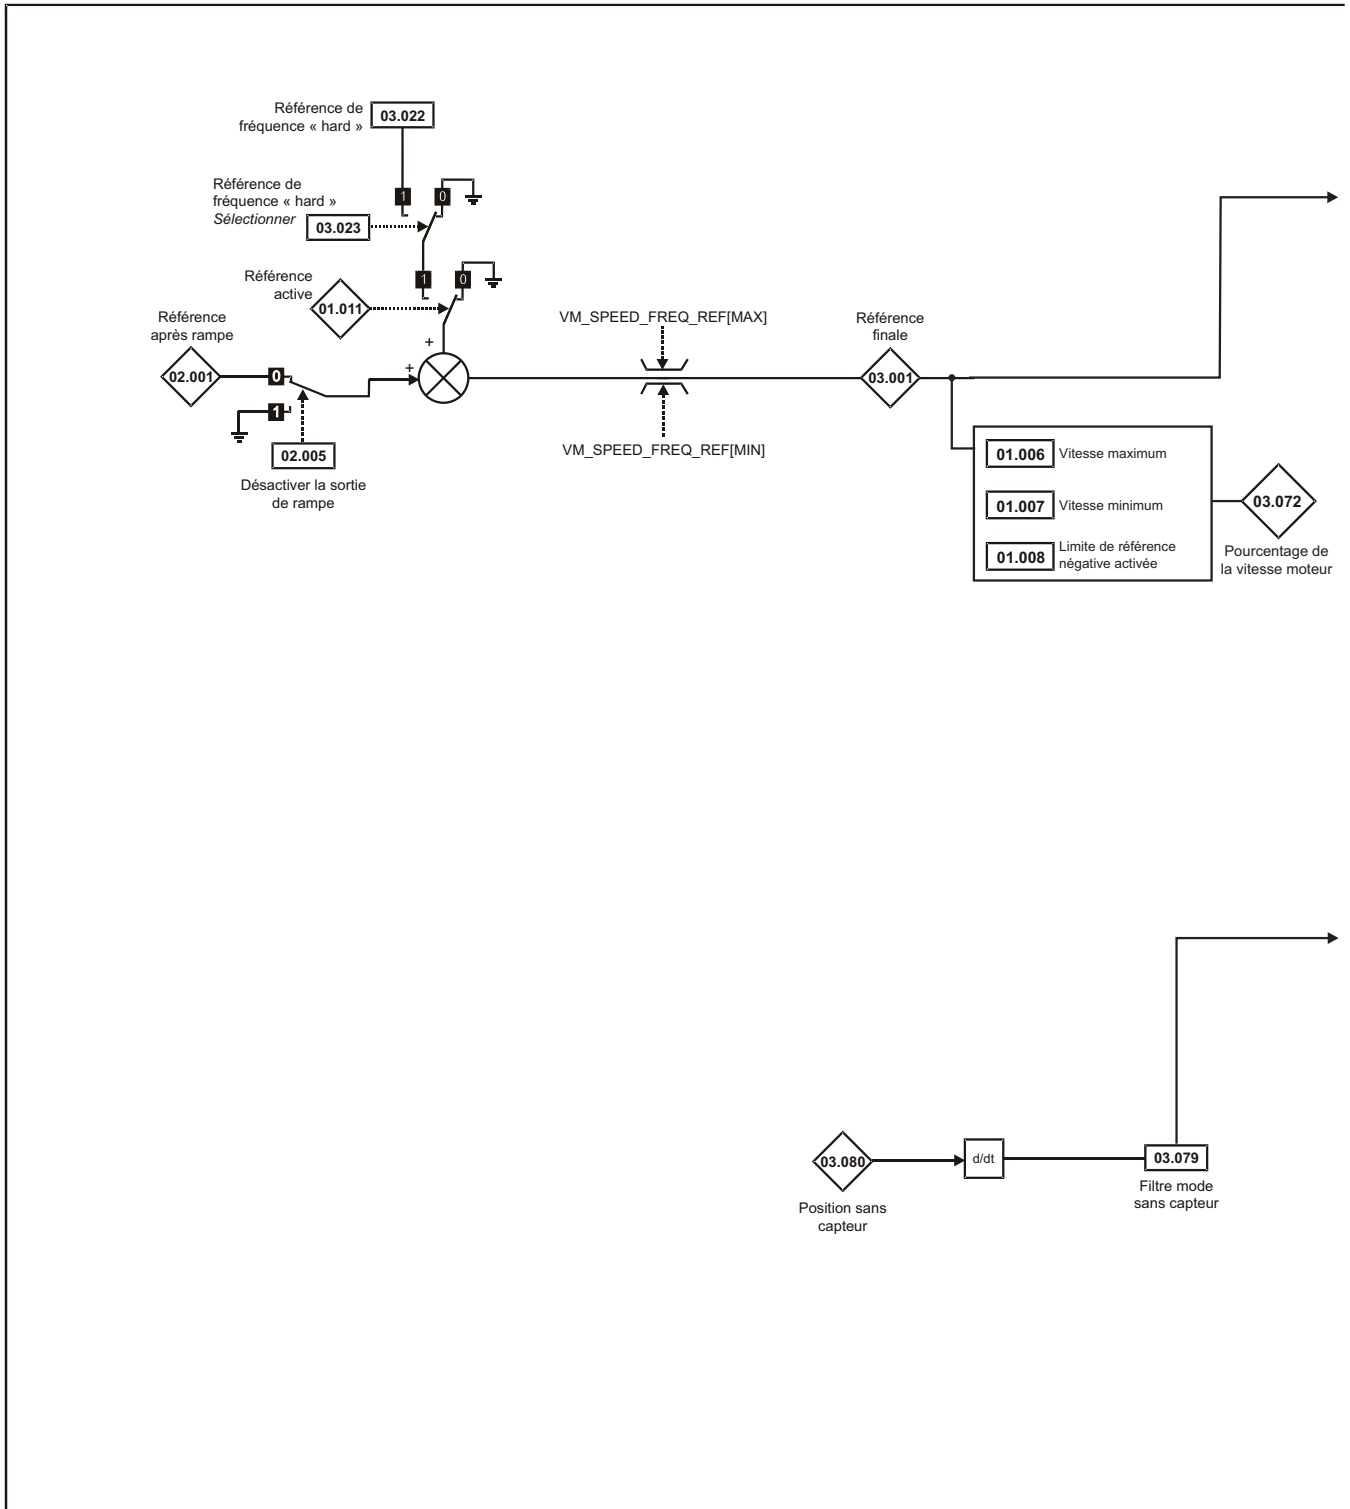 Référence de
fréquence « hard »
03.022
1
0
Référence de
fréquence « hard »
Sélectionner
03.023
1
0
Référence
active
01.011
Référence
après rampe
02.001
0
1
+
+
02.005
Désactiver la sortie
de rampe
VM_SPEED_FREQ_REF[MAX]
VM_SPEED_FREQ_REF[MIN]
Référence
finale
03.001
01.006 Vitesse maximum
01.007 Vitesse minimum
01.008 Limite de référence
négative activée
03.072
Pourcentage de
la vitesse moteur
03.080
Position sans
capteur
d/dt
03.079
Filtre mode
sans capteur